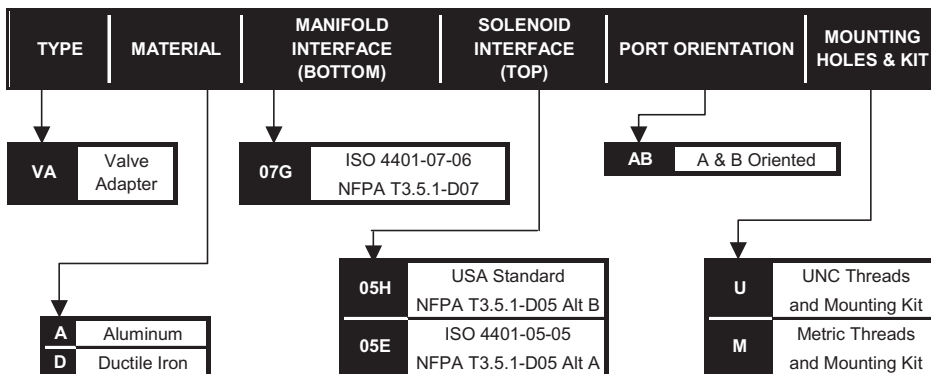 TYPE
MATERIAL
MANIFOLD
INTERFACE
(BOTTOM)
SOLENOID
INTERFACE
(TOP)
PORT ORIENTATION
MOUNTING
HOLES & KIT
VA
Valve
Adapter
07G
ISO 4401-07-06
NFPA T3.5.1-D07
AB
A & B Oriented
A
Aluminum
D
Ductile Iron
05H
USA Standard
NFPA T3.5.1-D05 Alt B
05E
ISO 4401-05-05
NFPA T3.5.1-D05 Alt A
U
UNC Threads
and Mounting Kit
M
Metric Threads
and Mounting Kit